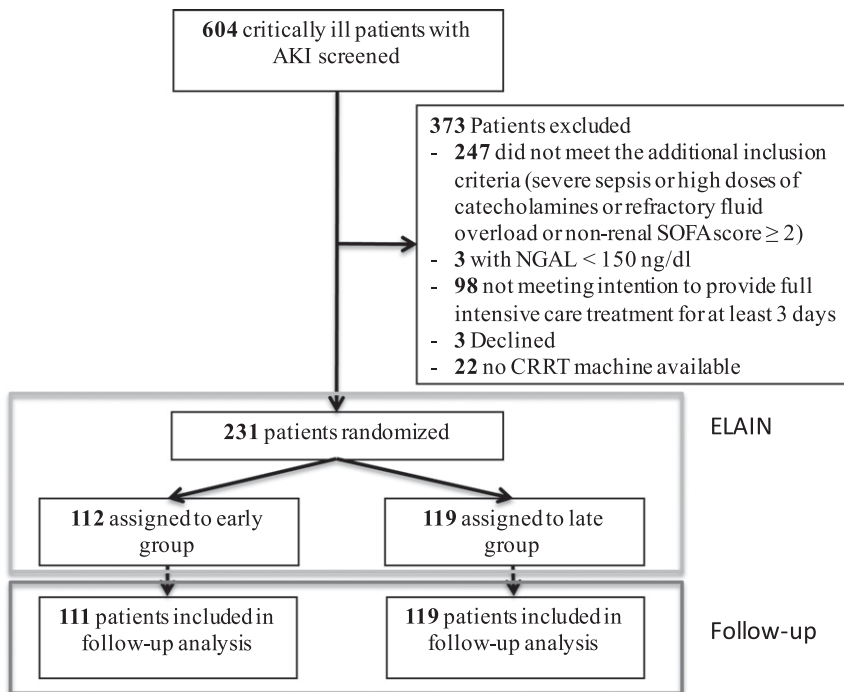 604 critically ill patients with
AKI screened
373 Patients excluded
- 247 did not meet the additional inclusion
criteria (severe sepsis or high doses of
catecholamines or refractory fluid
overload or non-renal SOFA score ≥ 2)
- 3 with NGAL < 150 ng/dl
- 98 not meeting intention to provide full
intensive care treatment for at least 3 days
- 3 Declined
- 22 no CRRT machine available
231 patients randomized
ELAIN
112 assigned to early
group
119 assigned to late
group
111 patients included in
follow-up analysis
119 patients included in
follow-up analysis
Follow-up